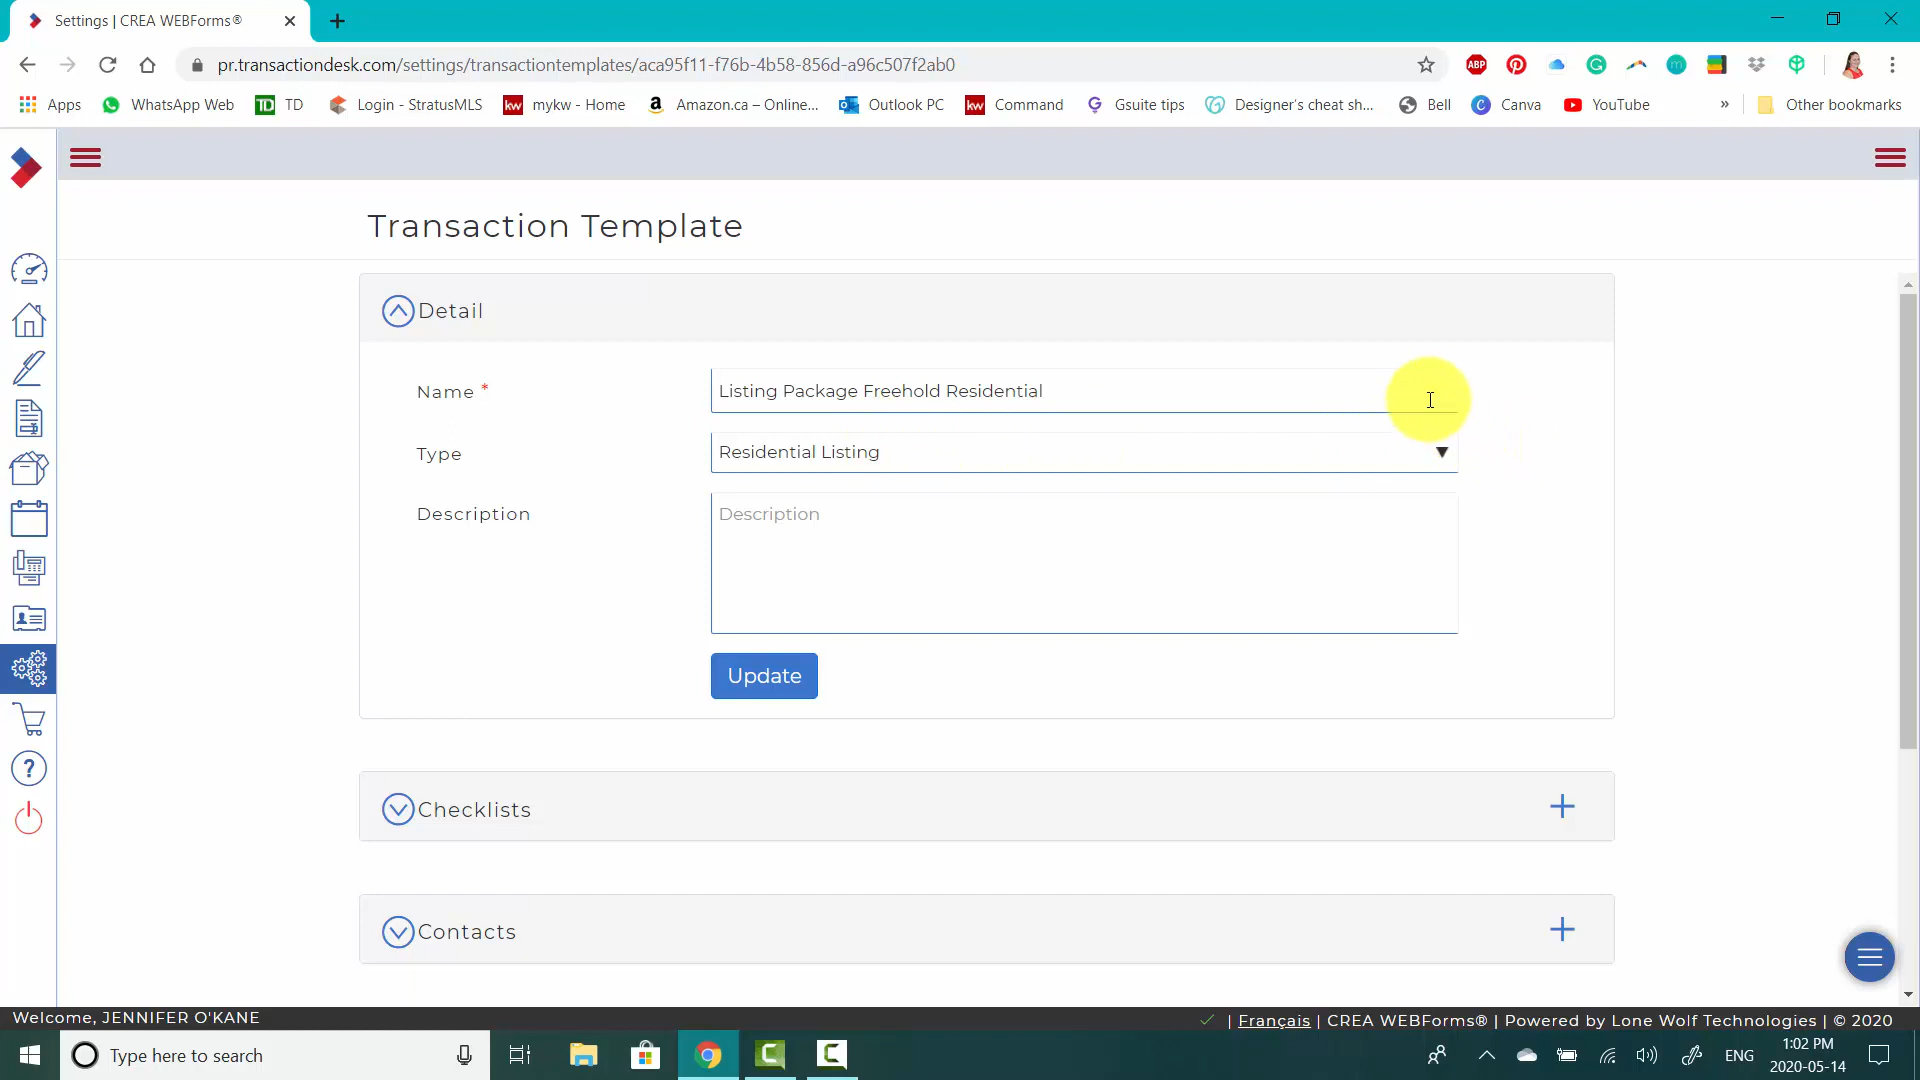 Settings | CREA WEBForms®
pr.transactiondesk.com/settings/transactiontemplates/aca95f11-f76b-4b58-856d-a96c507f2ab0
ABP
Apps
WhatsApp Web
TD TD
Login - StratusMLS
kw mykw - Home
a Amazon.ca – Online...
Outlook PC
kw Command
G Gsuite tips
Designer's cheat sh...
Bell
C Canva
YouTube
»
Other bookmarks
Transaction Template
Detail
Name *
Listing Package Freehold Residential
Type
Residential Listing
Description
Description
Update
Checklists
Contacts
Welcome, JENNIFER O'KANE
| Français | CREA WEBForms® | Powered by Lone Wolf Technologies | © 2020
Type here to search
ENG
1:02 PM
2020-05-14